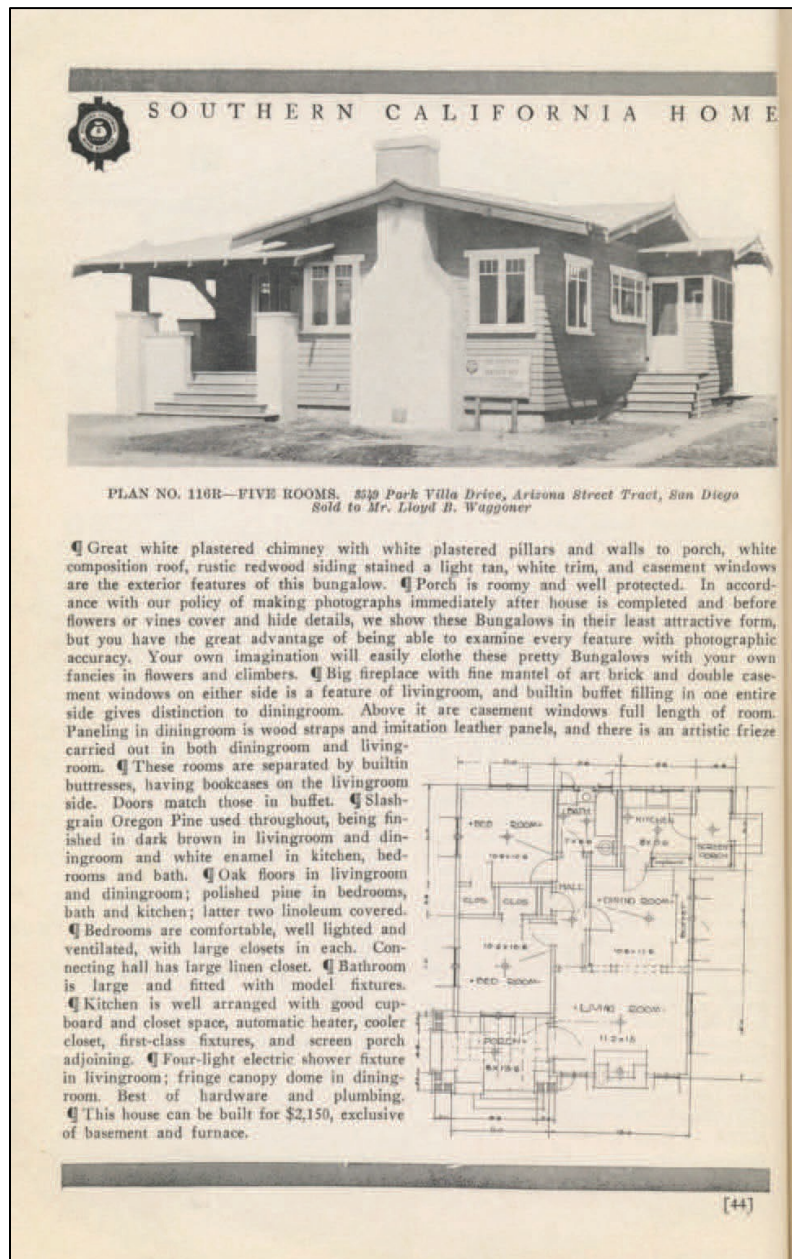 SOUTHERN CALIFORNIA HOME
PLAN NO. 116R—FIVE ROOMS. Park Villa Drive, Arizona Street Tract, San Diego
Sold to Mr. Lloyd B. Waggoner
¶ Great white plastered chimney with white plastered pillars and walls to porch, white
composition roof, rustic redwood siding stained a light tan, white trim, and casement windows
are the exterior features of this bungalow. ¶ Porch is roomy and well protected. In accord-
ance with our policy of making photographs immediately after house is completed and before
flowers or vines cover and hide details, we show these Bungalows in their least attractive form,
but you have the great advantage of being able to examine every feature with photographic
accuracy. Your own imagination will easily clothe these pretty Bungalows with your own
fancies in flowers and climbers. ¶ Big fireplace with fine mantel of art brick and double case-
ment windows on either side is a feature of livingroom, and builtin buffet filling in one entire
side gives distinction to diningroom. Above it are casement windows full length of room.
Paneling in diningroom is wood straps and imitation leather panels, and there is an artistic frieze
carried out in both diningroom and living-
room. ¶ These rooms are separated by builtin
buttresses, having bookcases on the livingroom
side. Doors match those in buffet. ¶ Slash-
grain Oregon Pine used throughout, being fin-
ished in dark brown in livingroom and din-
ingroom and white enamel in kitchen, bed-
rooms and bath. ¶ Oak floors in livingroom
and diningroom; polished pine in bedrooms,
bath and kitchen; latter two linoleum covered.
¶ Bedrooms are comfortable, well lighted and
ventilated, with large closets in each. Con-
necting hall has large linen closet. ¶ Bathroom
is large and fitted with model fixtures.
¶ Kitchen is well arranged with good cup-
board and closet space, automatic heater, cooler
closet, first-class fixtures, and screen porch
adjoining. ¶ Four-light electric shower fixture
in livingroom; fringe canopy dome in dining-
room. Best of hardware and plumbing.
¶ This house can be built for $2,150, exclusive
of basement and furnace.
BED ROOM
BATH
KITCHEN
SCREEN
PORCH
HALL
CLOS.
CLOS.
DINING ROOM
BUFFET
BED ROOM
LIVING ROOM
11.2 x 15
PORCH
[44]